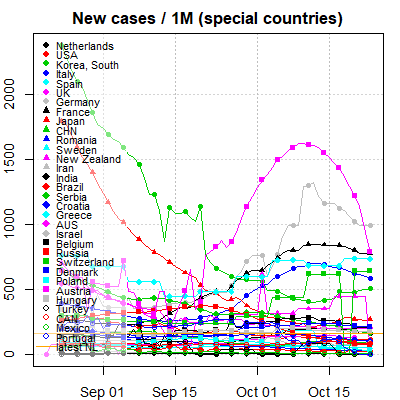 New cases / 1M (special countries)
2000
1500
1000
500
0
Netherlands
USA
Korea, South
Italy
Spain
UK
Germany
France
Japan
CHN
Romania
Sweden
New Zealand
Iran
India
Brazil
Serbia
Croatia
Greece
AUS
Israel
Belgium
Russia
Switzerland
Denmark
Poland
Austria
Hungary
Turkey
CAN
Mexico
Portugal
latest NL
Sep 01
Sep 15
Oct 01
Oct 15